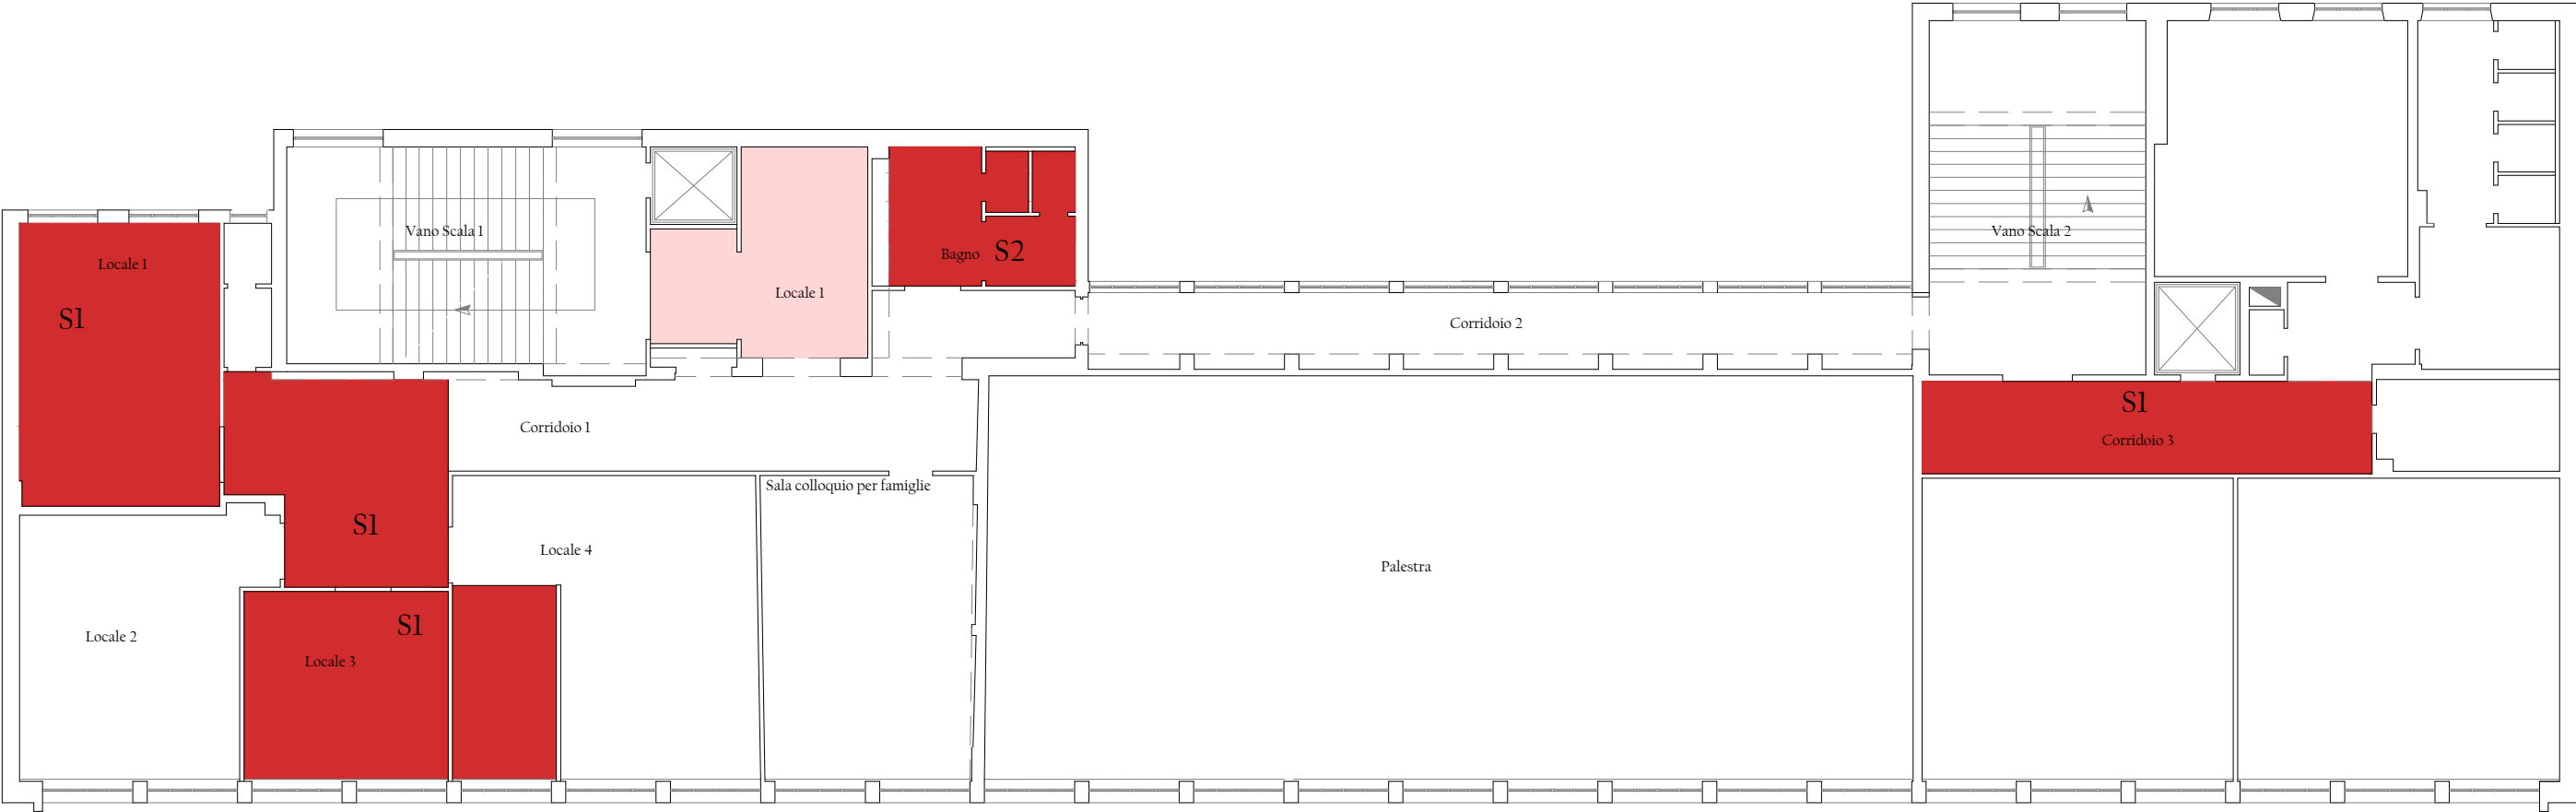 Vano Scala 1
Vano Scala 2
Locale 1
S1
Bagno
S2
Locale 1
Corridoio 2
Corridoio 1
S1
Corridoio 3
Sala colloquio per famiglie
S1
Locale 4
Palestra
S1
Locale 2
Locale 3